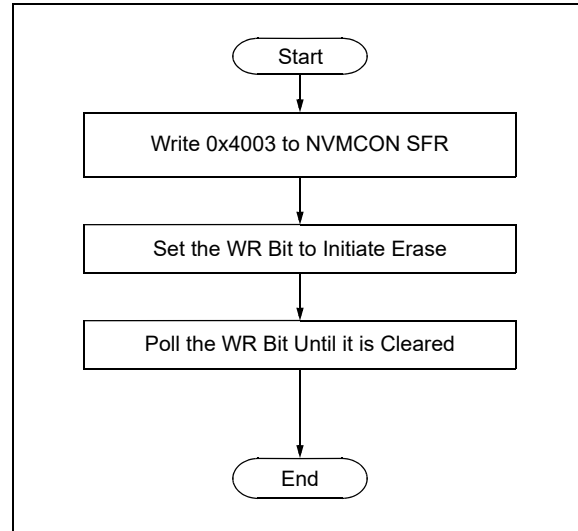 Start
Write 0x4003 to NVMCON SFR
Set the WR Bit to Initiate Erase
Poll the WR Bit Until it is Cleared
End